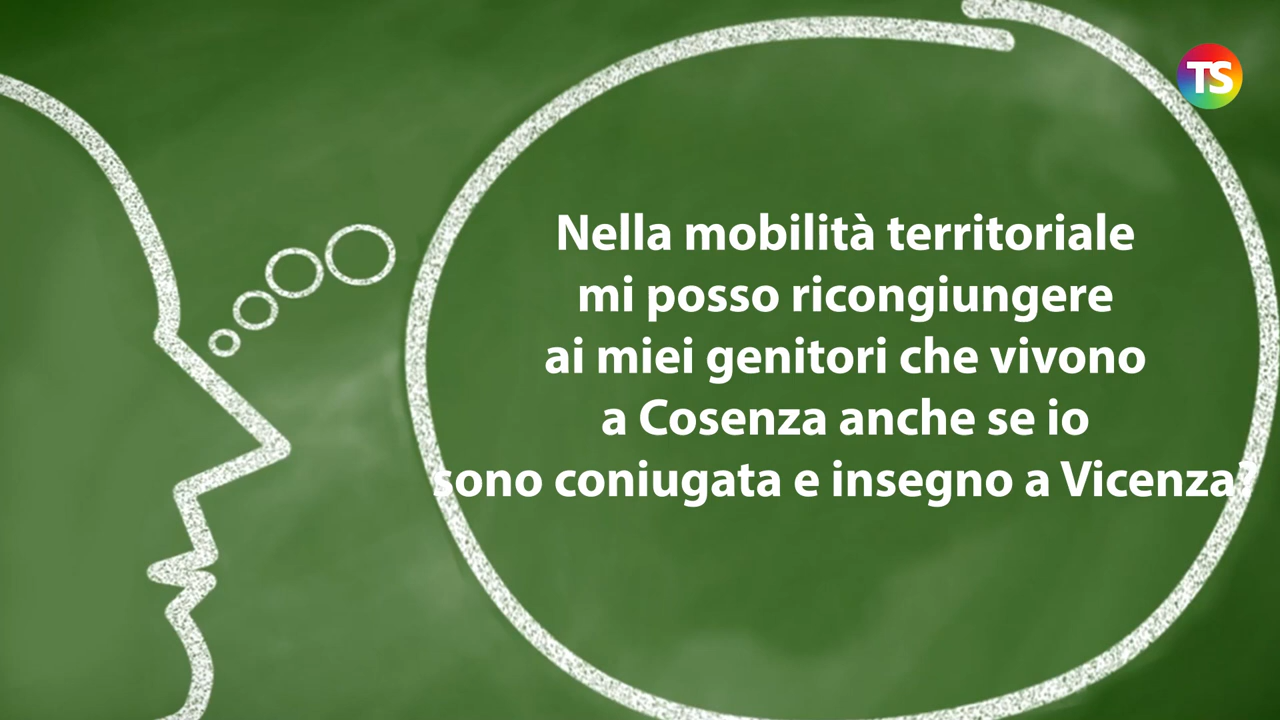 TS
Nella mobilità territoriale
mi posso ricongiungere
ai miei genitori che vivono
a Cosenza anche se io
sono coniugata e insegno a Vicenza?